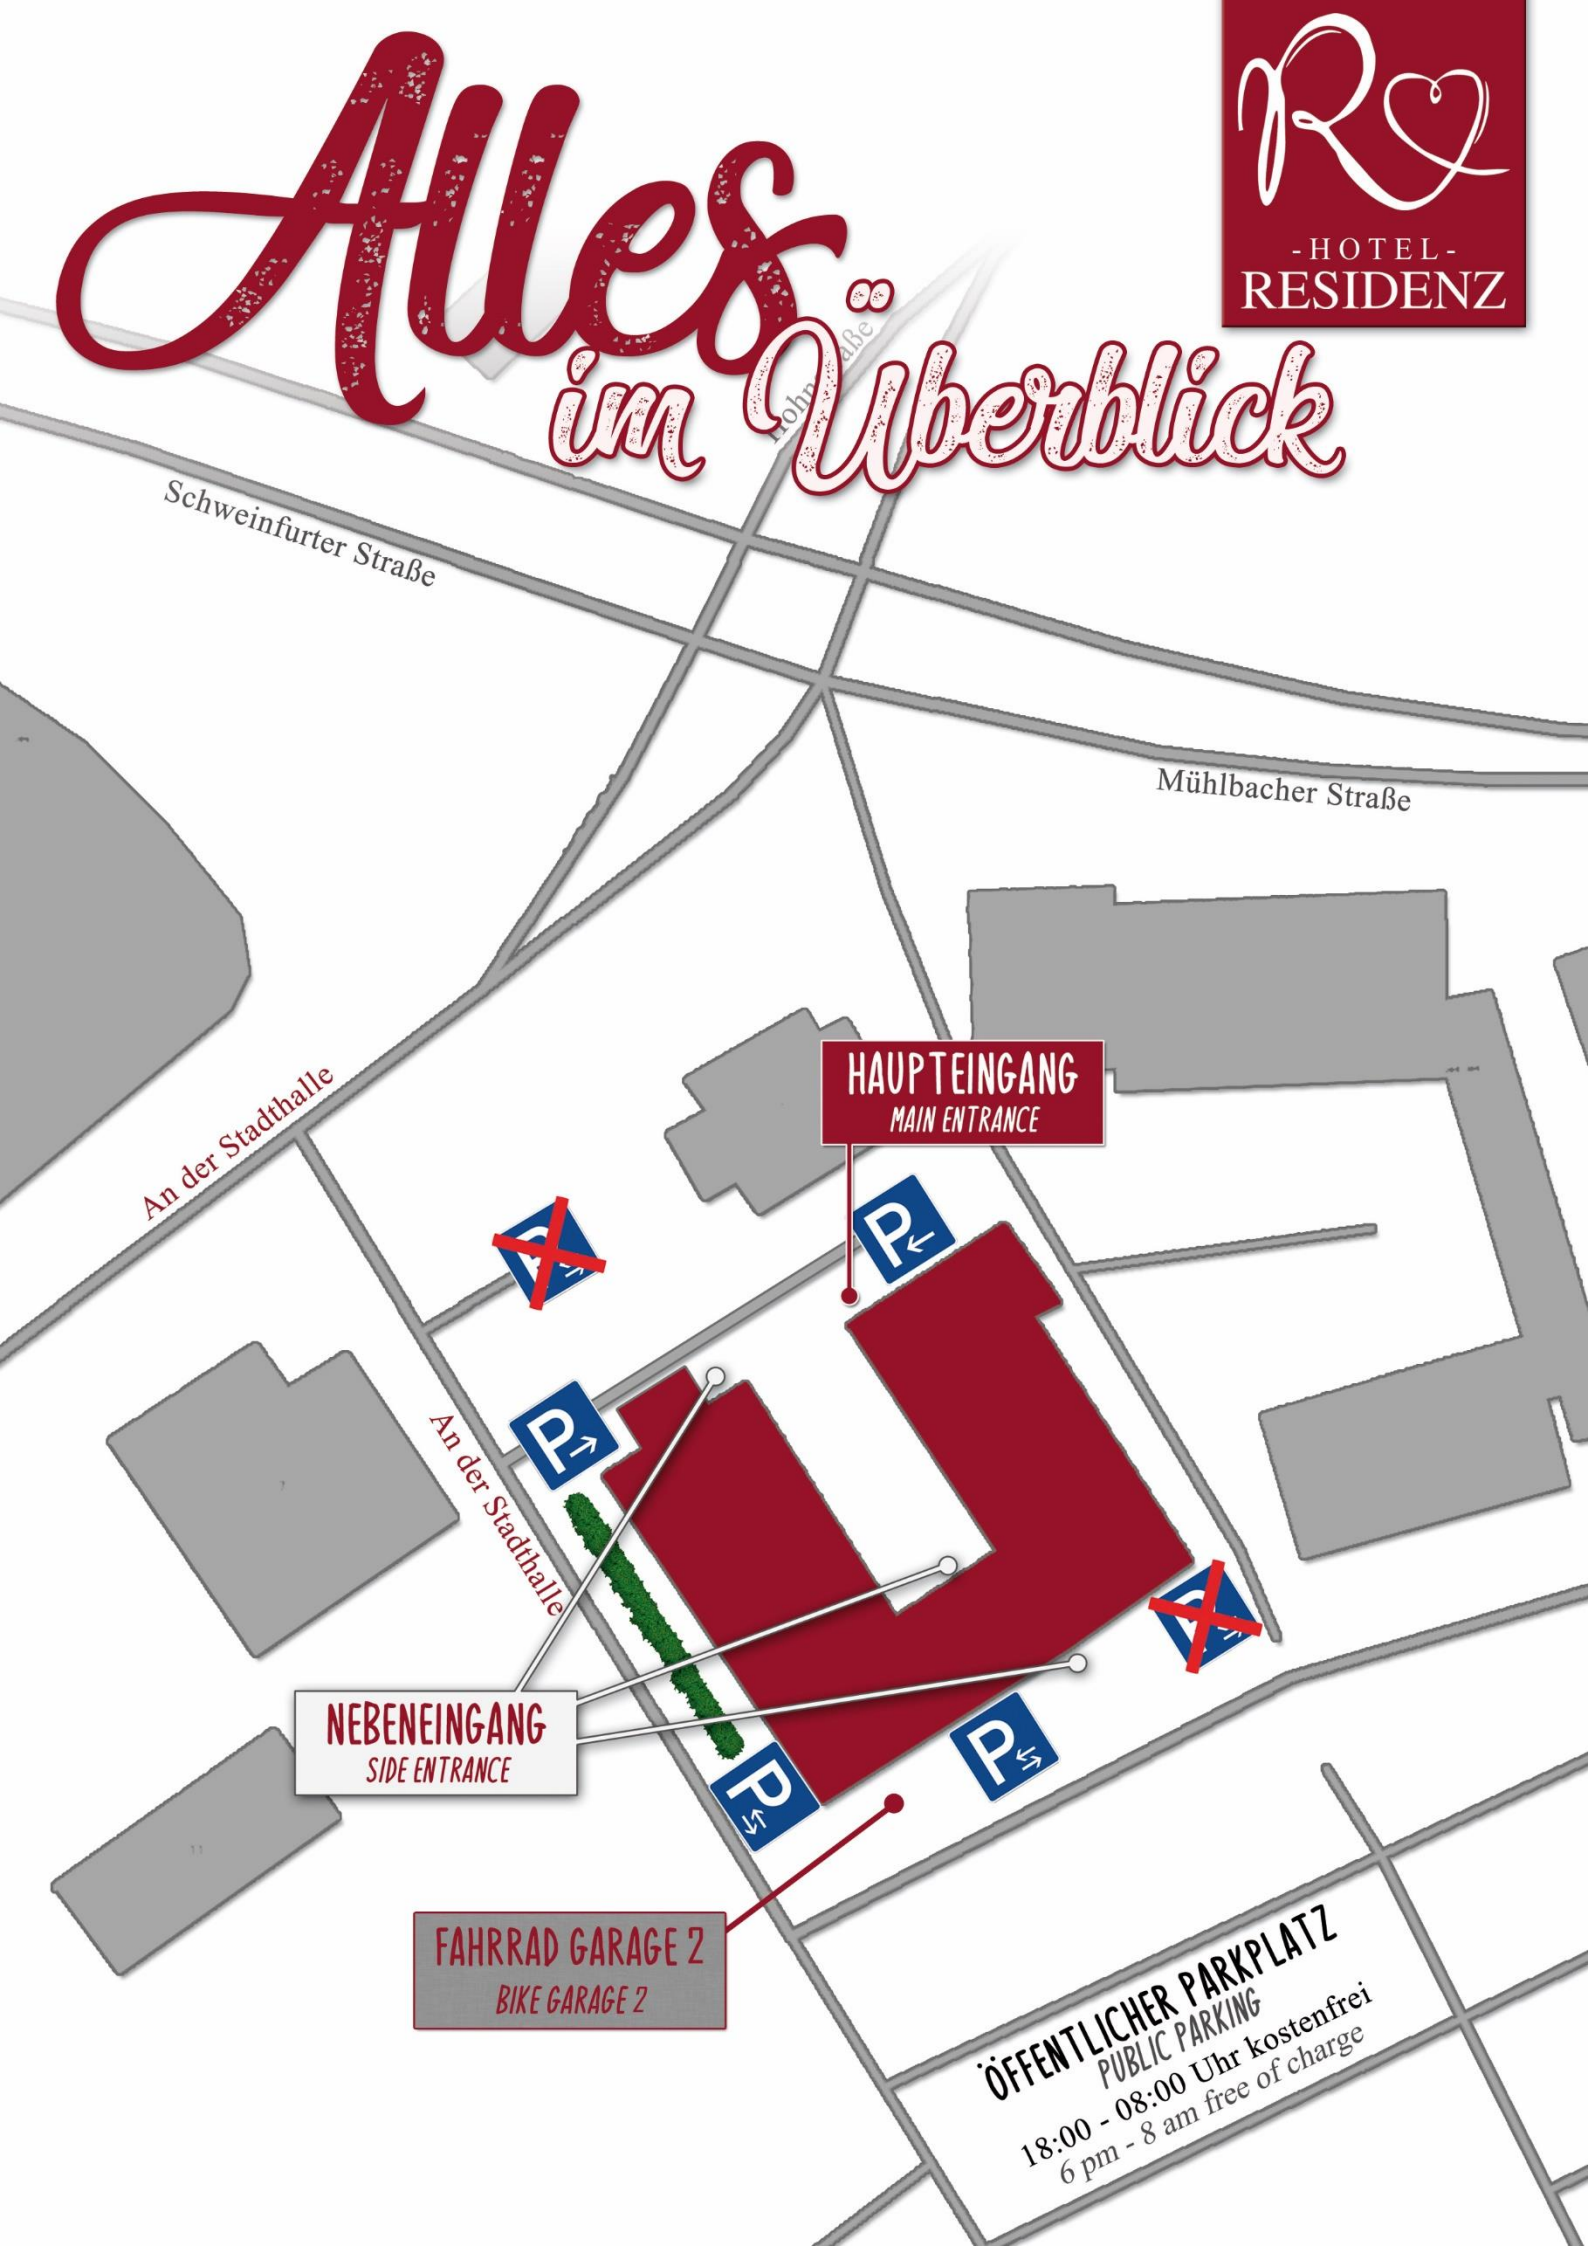 Alles
im Überblick
R
-HOTEL-
RESIDENZ
Schweinfurter Straße
Mühlbacher Straße
An der Stadthalle
HAUPTEINGANG
MAIN ENTRANCE
P
P
An der Stadthalle
NEBENEINGANG
SIDE ENTRANCE
P
P
FAHRRAD GARAGE 2
BIKE GARAGE 2
ÖFFENTLICHER PARKPLATZ
PUBLIC PARKING
18:00 - 08:00 Uhr kostenfrei
6 pm - 8 am free of charge